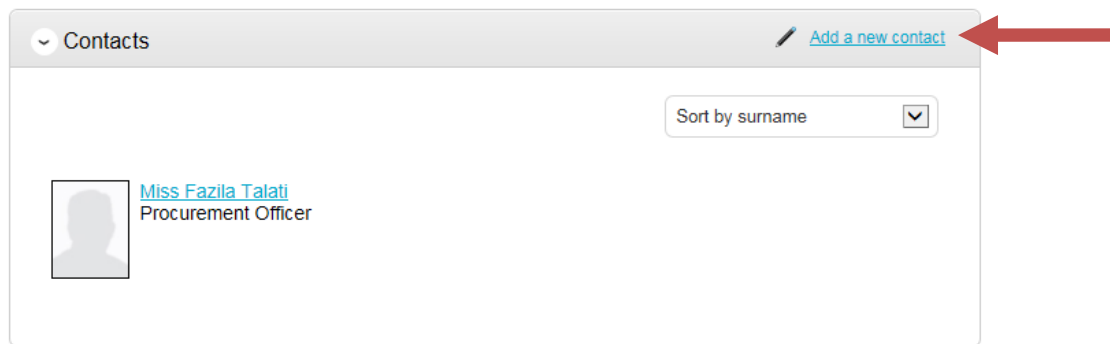 Contacts
Add a new contact
Sort by surname
Miss Fazila Talati
Procurement Officer